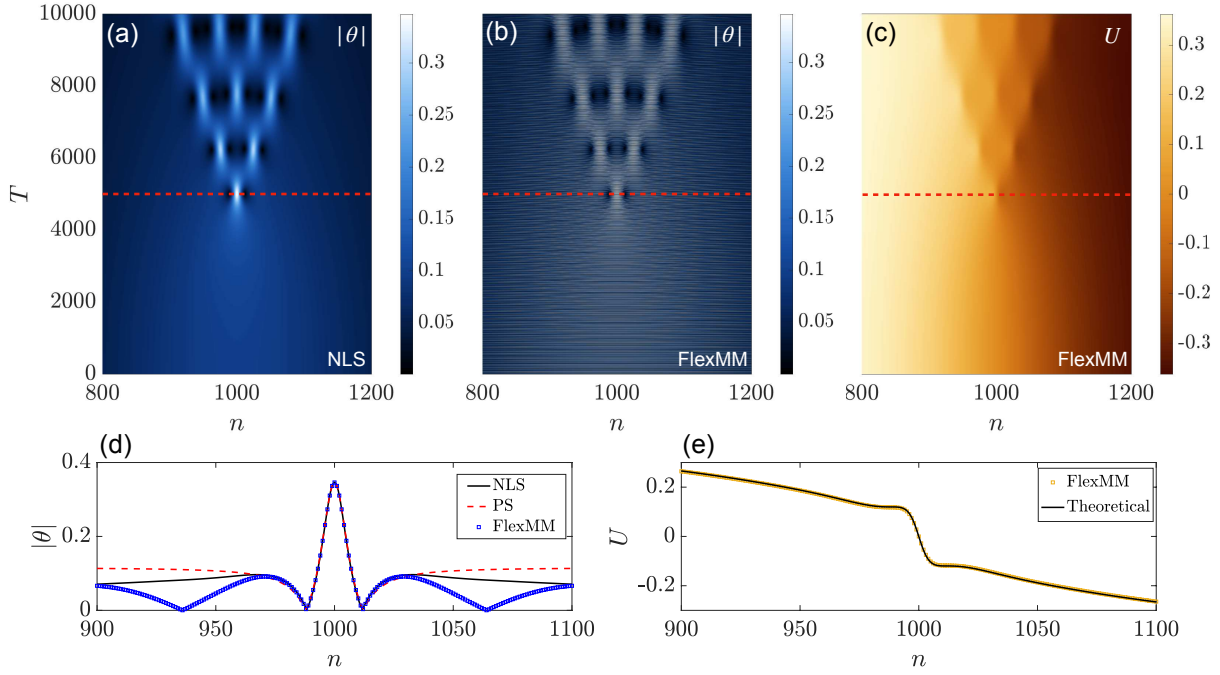 (a)
|θ|
NLS
T
10000
8000
6000
4000
2000
0
800
1000
1200
n
0.3
0.25
0.2
0.15
0.1
0.05
(b)
|θ|
FlexMM
800
1000
1200
n
0.3
0.25
0.2
0.15
0.1
0.05
(c)
U
FlexMM
800
1000
1200
n
0.3
0.2
0.1
0
-0.1
-0.2
-0.3
(d)
|θ|
0.4
0.2
0
NLS
PS
FlexMM
900
950
1000
1050
1100
n
(e)
U
0.2
0
-0.2
FlexMM
Theoretical
900
950
1000
1050
1100
n